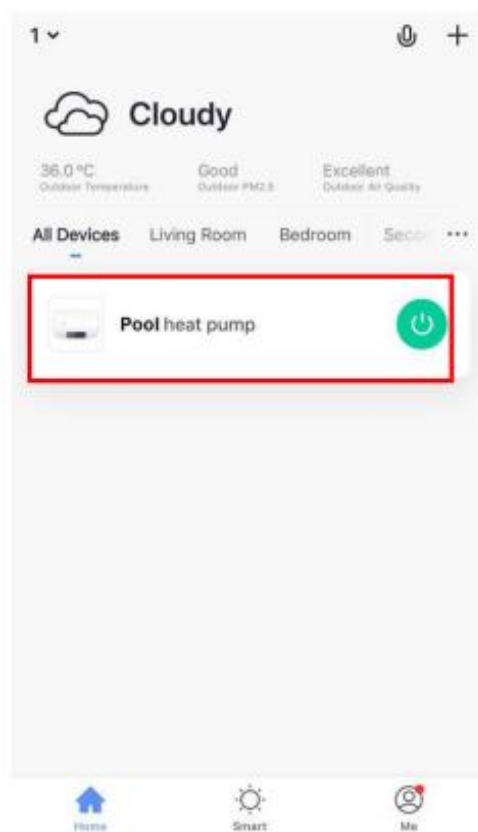 1
Cloudy
36.0 °C Good Excellent
Outdoor Temperature Outdoor PM2.5 Outdoor Air Quality
All Devices Living Room Bedroom Seco ···
Pool heat pump
Home Smart Me